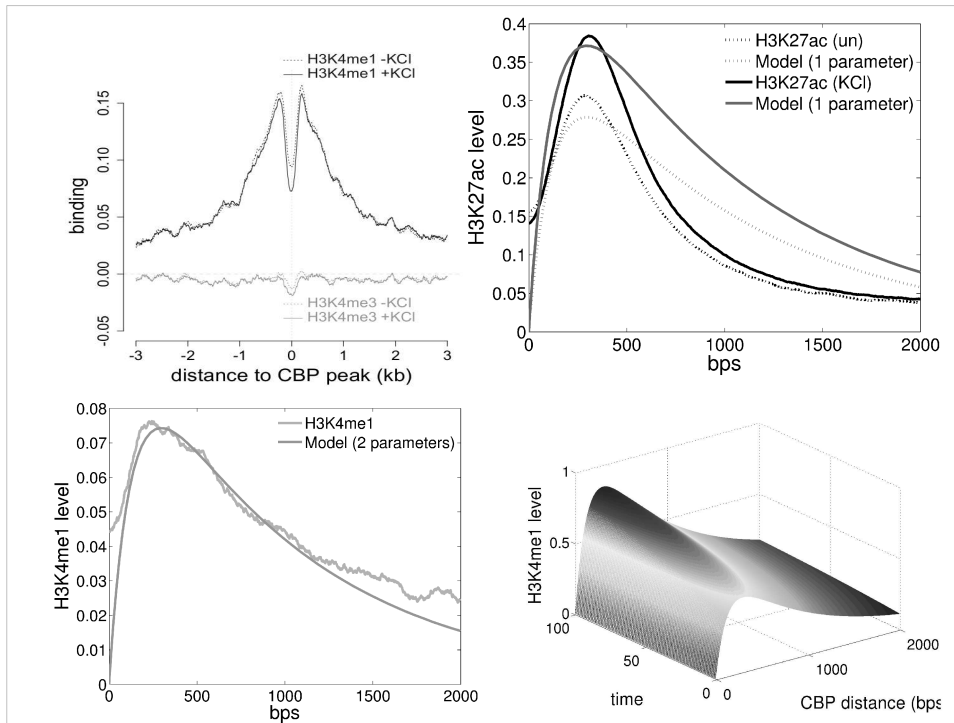 H3K4me1 -KCl
H3K4me1 +KCl
0.15
0.10
0.05
0.00
-0.05
binding
H3K4me3 -KCl
H3K4me3 +KCl
-3 -2 -1 0 1 2 3
distance to CBP peak (kb)
0.4
0.35
0.3
0.25
0.2
0.15
0.1
0.05
0
H3K27ac level
H3K27ac (un)
Model (1 parameter)
H3K27ac (KCl)
Model (1 parameter)
0 500 1000 1500 2000
bps
0.08
0.07
0.06
0.05
0.04
0.03
0.02
0.01
0
H3K4me1 level
H3K4me1
Model (2 parameters)
0 500 1000 1500 2000
bps
1
0.5
0
H3K4me1 level
100
50
0
time
0
1000
2000
CBP distance (bps